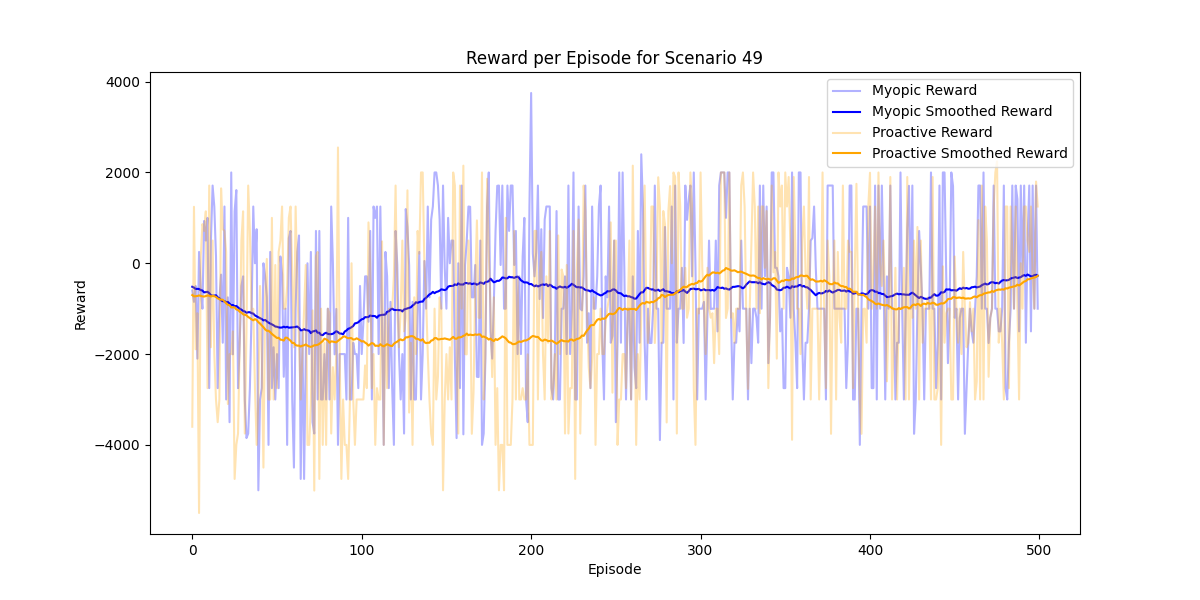 Reward per Episode for Scenario 49
Myopic Reward
Myopic Smoothed Reward
Proactive Reward
Proactive Smoothed Reward
4000
2000
0
−2000
−4000
Reward
0
100
200
300
400
500
Episode